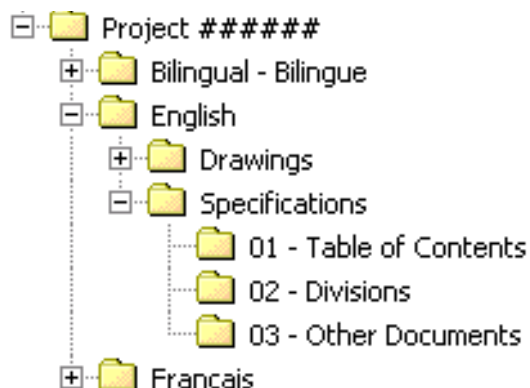 Project ######
Bilingual - Bilingue
English
Drawings
Specifications
01 - Table of Contents
02 - Divisions
03 - Other Documents
Francais